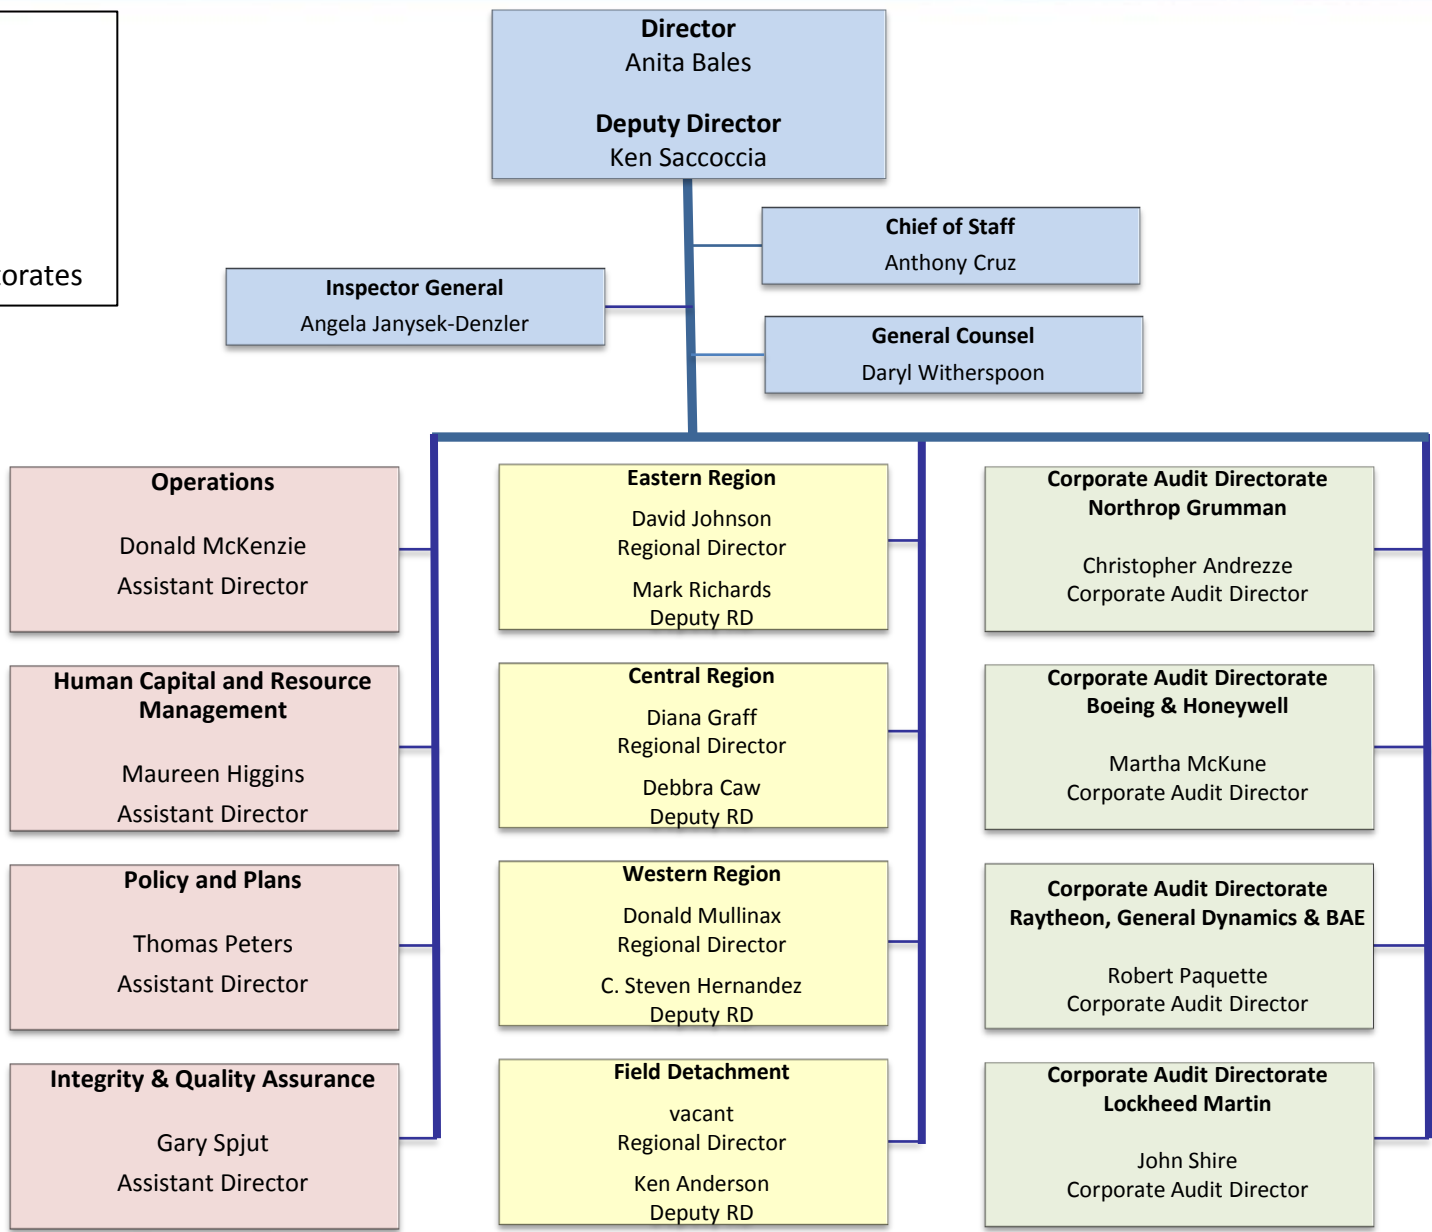 Director
Anita Bales
Deputy Director
Ken Saccoccia
Chief of Staff
Anthony Cruz
Inspector General
Angela Janysek-Denzler
General Counsel
Daryl Witherspoon
Operations
Donald McKenzie
Assistant Director
Human Capital and Resource
Management
Maureen Higgins
Assistant Director
Policy and Plans
Thomas Peters
Assistant Director
Integrity & Quality Assurance
Gary Spjut
Assistant Director
Eastern Region
David Johnson
Regional Director
Mark Richards
Deputy RD
Central Region
Diana Graff
Regional Director
Debbra Caw
Deputy RD
Western Region
Donald Mullinax
Regional Director
C. Steven Hernandez
Deputy RD
Field Detachment
vacant
Regional Director
Ken Anderson
Deputy RD
Corporate Audit Directorate
Northrop Grumman
Christopher Andrezze
Corporate Audit Director
Corporate Audit Directorate
Boeing & Honeywell
Martha McKune
Corporate Audit Director
Corporate Audit Directorate
Raytheon, General Dynamics & BAE
Robert Paquette
Corporate Audit Director
Corporate Audit Directorate
Lockheed Martin
John Shire
Corporate Audit Director